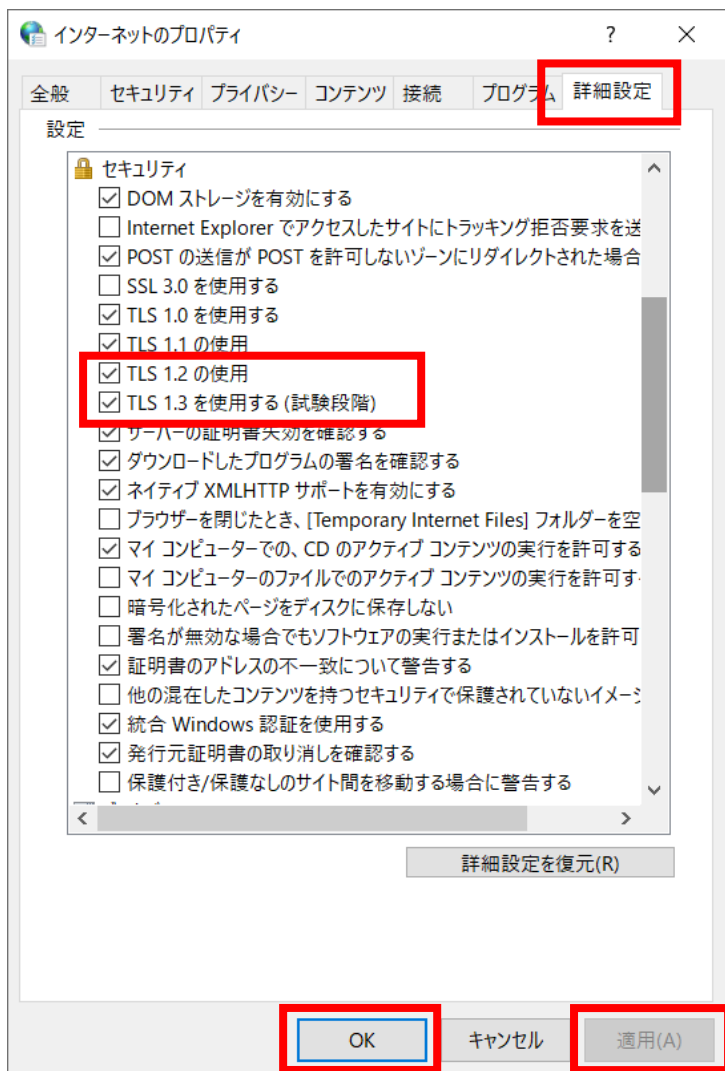 インターネットのプロパティ
?
全般 セキュリティ プライバシー コンテンツ 接続 プログラム 詳細設定
設定
セキュリティ
DOM ストレージを有効にする
Internet Explorer でアクセスしたサイトにトラッキング拒否要求を送
POST の送信が POST を許可しないゾーンにリダイレクトされた場合
SSL 3.0 を使用する
TLS 1.0 を使用する
TLS 1.1 の使用
TLS 1.2 の使用
TLS 1.3 を使用する (試験段階)
サーバーの証明書失効を確認する
ダウンロードしたプログラムの署名を確認する
ネイティブ XMLHTTP サポートを有効にする
ブラウザーを閉じたとき、[Temporary Internet Files] フォルダーを空
マイ コンピューターでの、CD のアクティブ コンテンツの実行を許可する
マイ コンピューターのファイルでのアクティブ コンテンツの実行を許可す
暗号化されたページをディスクに保存しない
署名が無効な場合でもソフトウェアの実行またはインストールを許可
証明書のアドレスの不一致について警告する
他の混在したコンテンツを持つセキュリティで保護されていないイメージ
統合 Windows 認証を使用する
発行元証明書の取り消しを確認する
保護付き/保護なしのサイト間を移動する場合に警告する
詳細設定を復元(R)
OK キャンセル 適用(A)